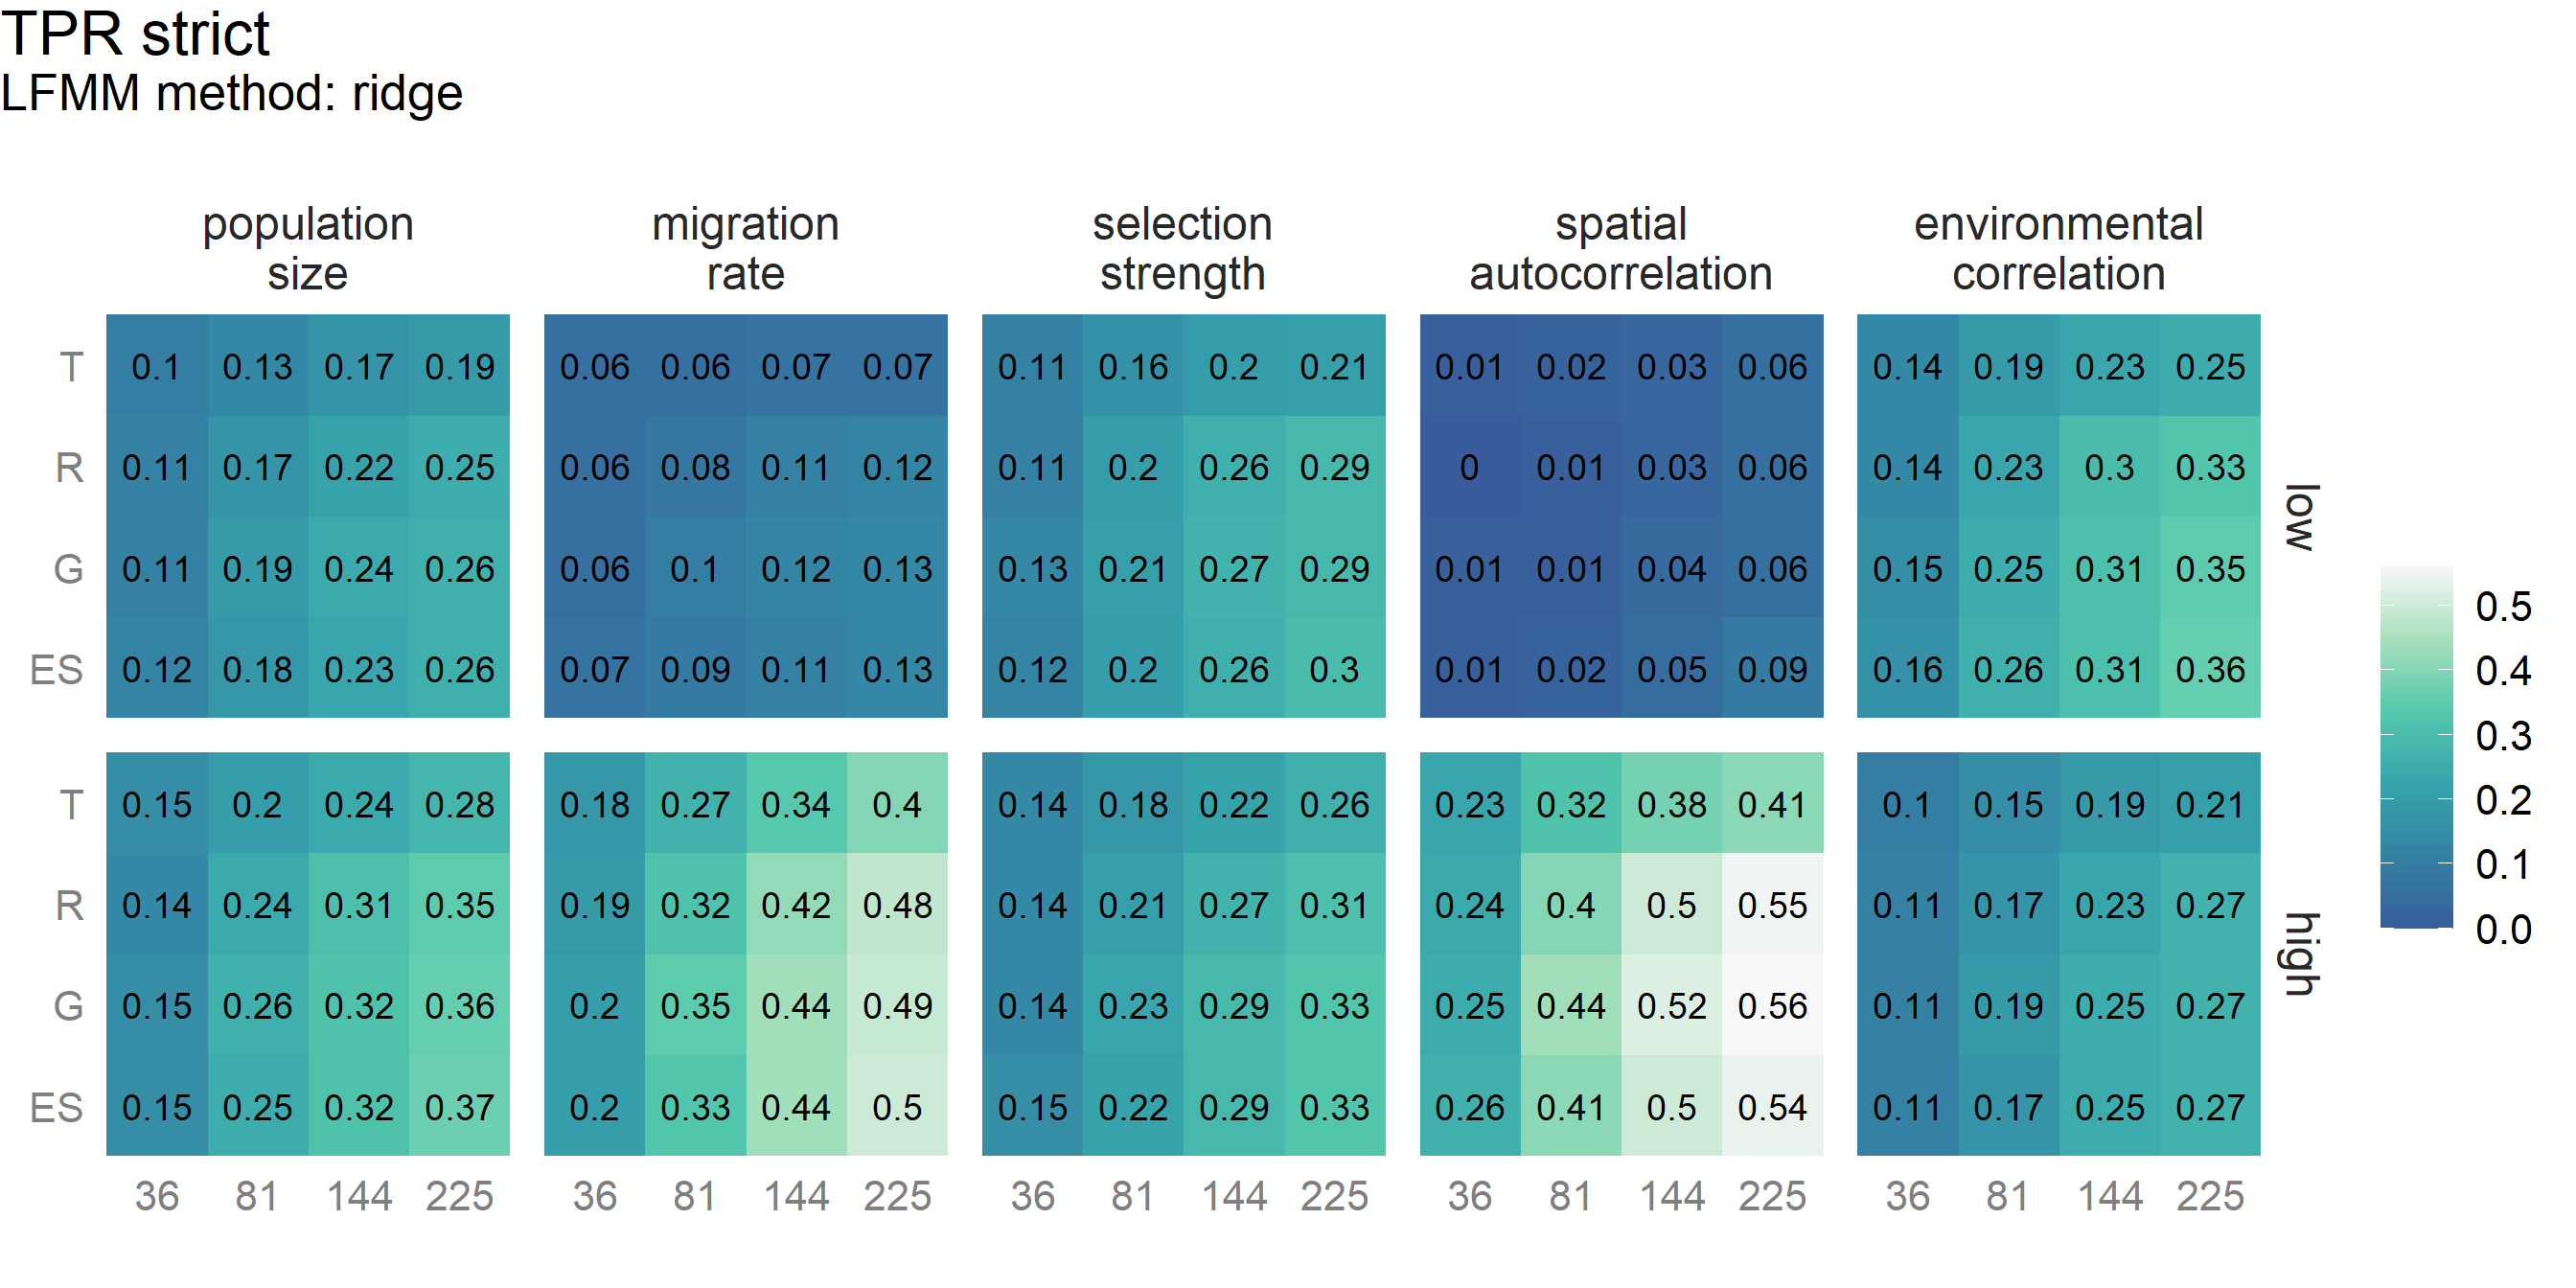 TPR strict
LFMM method: ridge
population size
migration rate
selection strength
spatial autocorrelation
environmental correlation
T 0.1 0.13 0.17 0.19 0.06 0.06 0.07 0.07 0.11 0.16 0.2 0.21 0.01 0.02 0.03 0.06 0.14 0.19 0.23 0.25
R 0.11 0.17 0.22 0.25 0.06 0.08 0.11 0.12 0.11 0.2 0.26 0.29 0 0.01 0.03 0.06 0.14 0.23 0.3 0.33
G 0.11 0.19 0.24 0.26 0.06 0.1 0.12 0.13 0.13 0.21 0.27 0.29 0.01 0.01 0.04 0.06 0.15 0.25 0.31 0.35
ES 0.12 0.18 0.23 0.26 0.07 0.09 0.11 0.13 0.12 0.2 0.26 0.3 0.01 0.02 0.05 0.09 0.16 0.26 0.31 0.36
low
T 0.15 0.2 0.24 0.28 0.18 0.27 0.34 0.4 0.14 0.18 0.22 0.26 0.23 0.32 0.38 0.41 0.1 0.15 0.19 0.21
R 0.14 0.24 0.31 0.35 0.19 0.32 0.42 0.48 0.14 0.21 0.27 0.31 0.24 0.4 0.5 0.55 0.11 0.17 0.23 0.27
G 0.15 0.26 0.32 0.36 0.2 0.35 0.44 0.49 0.14 0.23 0.29 0.33 0.25 0.44 0.52 0.56 0.11 0.19 0.25 0.27
ES 0.15 0.25 0.32 0.37 0.2 0.33 0.44 0.5 0.15 0.22 0.29 0.33 0.26 0.41 0.5 0.54 0.11 0.17 0.25 0.27
high
36 81 144 225 36 81 144 225 36 81 144 225 36 81 144 225 36 81 144 225
0.5
0.4
0.3
0.2
0.1
0.0